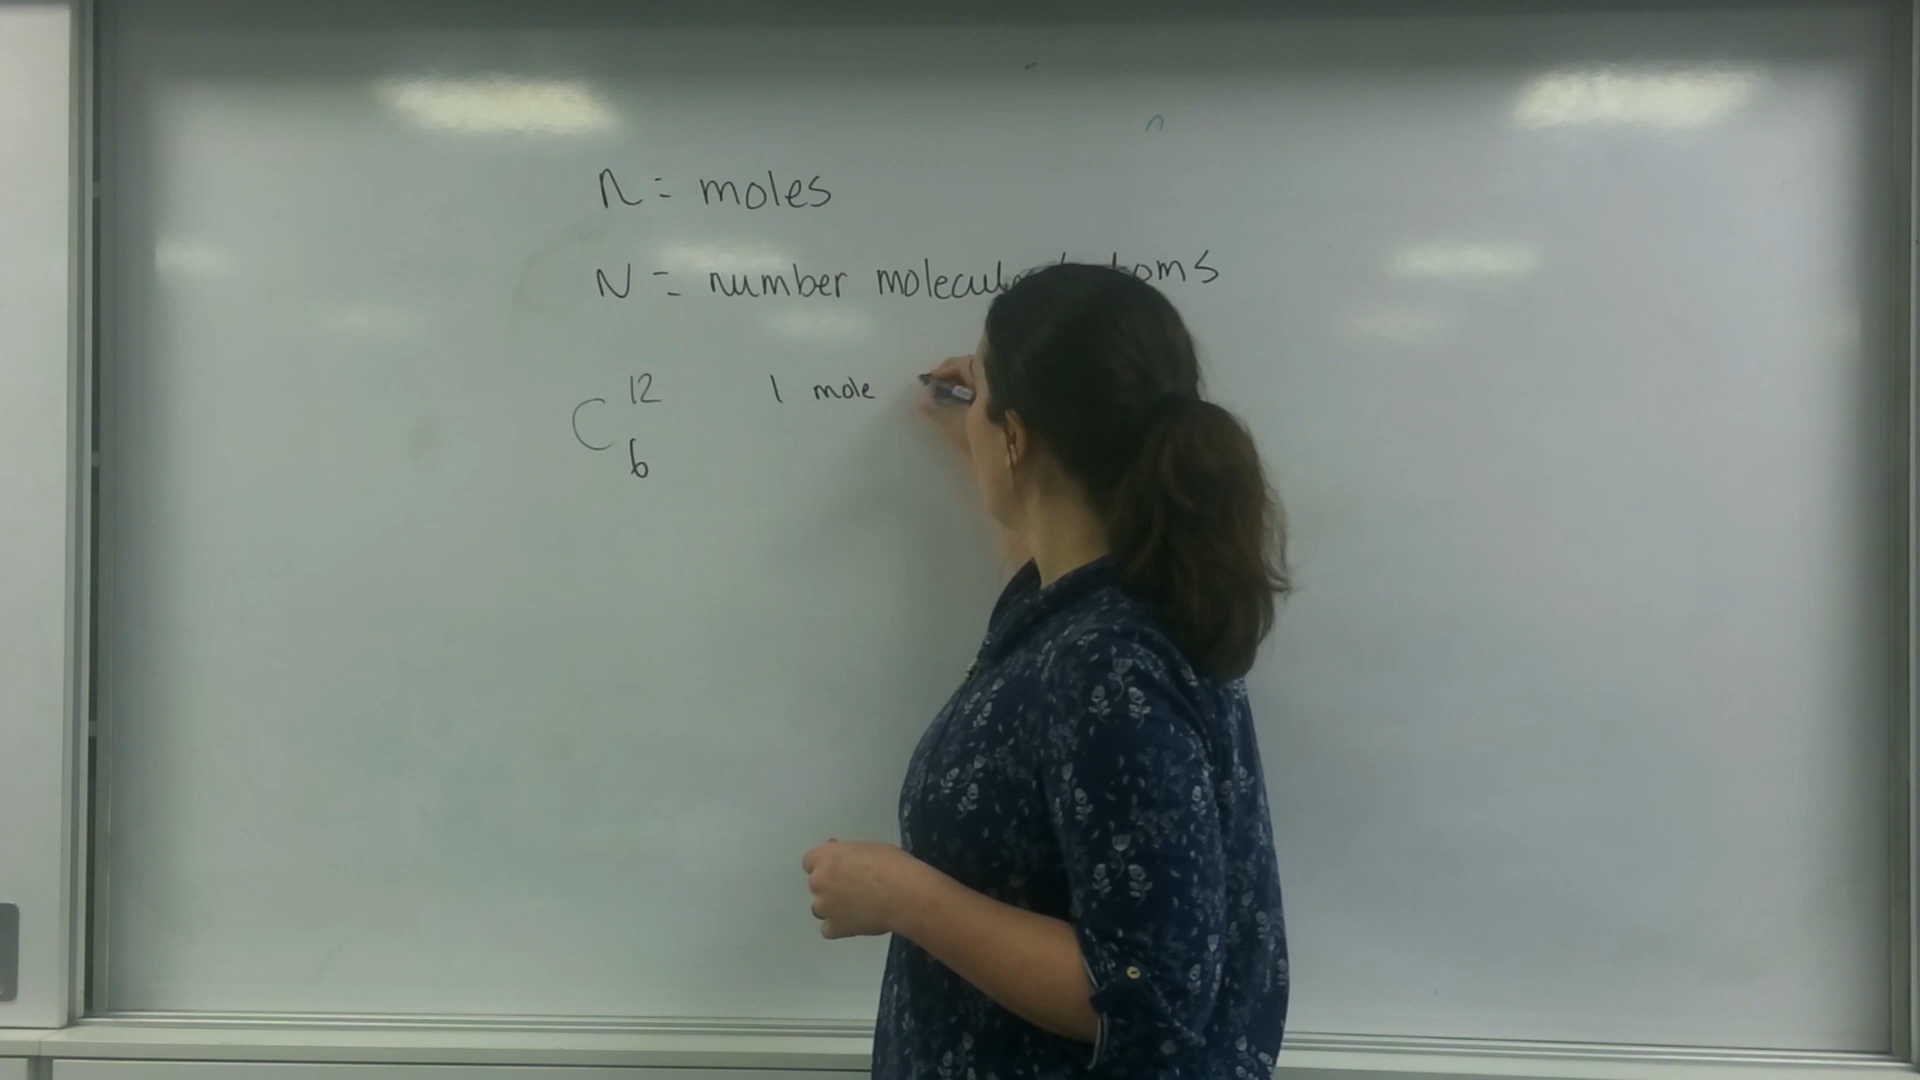 n = moles
N = number
C 12 6 1 mole